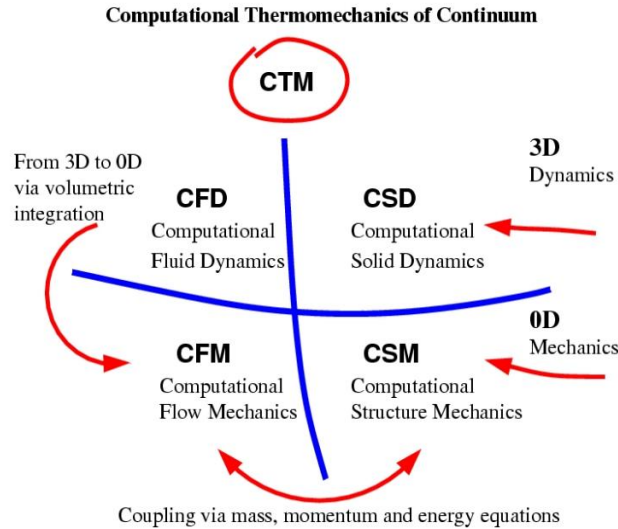 Computational Thermomechanics of Continuum
CTM
From 3D to 0D
via volumetric
integration
CFD
Computational
Fluid Dynamics
CSD
Computational
Solid Dynamics
3D
Dynamics
0D
Mechanics
CFM
Computational
Flow Mechanics
CSM
Computational
Structure Mechanics
Coupling via mass, momentum and energy equations